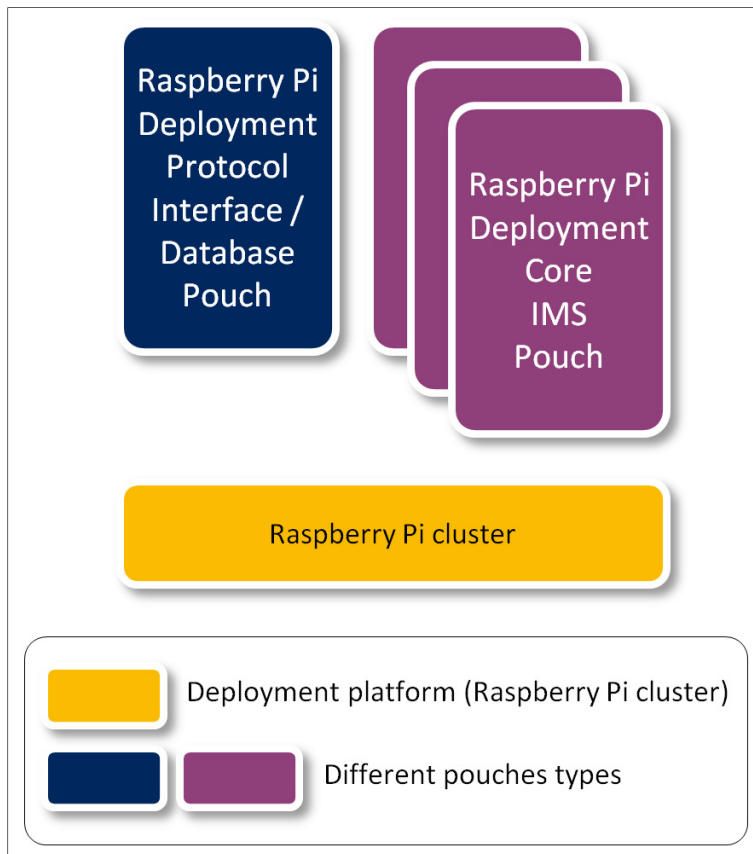 Raspberry Pi
Deployment
Protocol
Interface /
Database
Pouch
Raspberry Pi
Deployment
Core
IMS
Pouch
Raspberry Pi cluster
Deployment platform (Raspberry Pi cluster)
Different pouches types